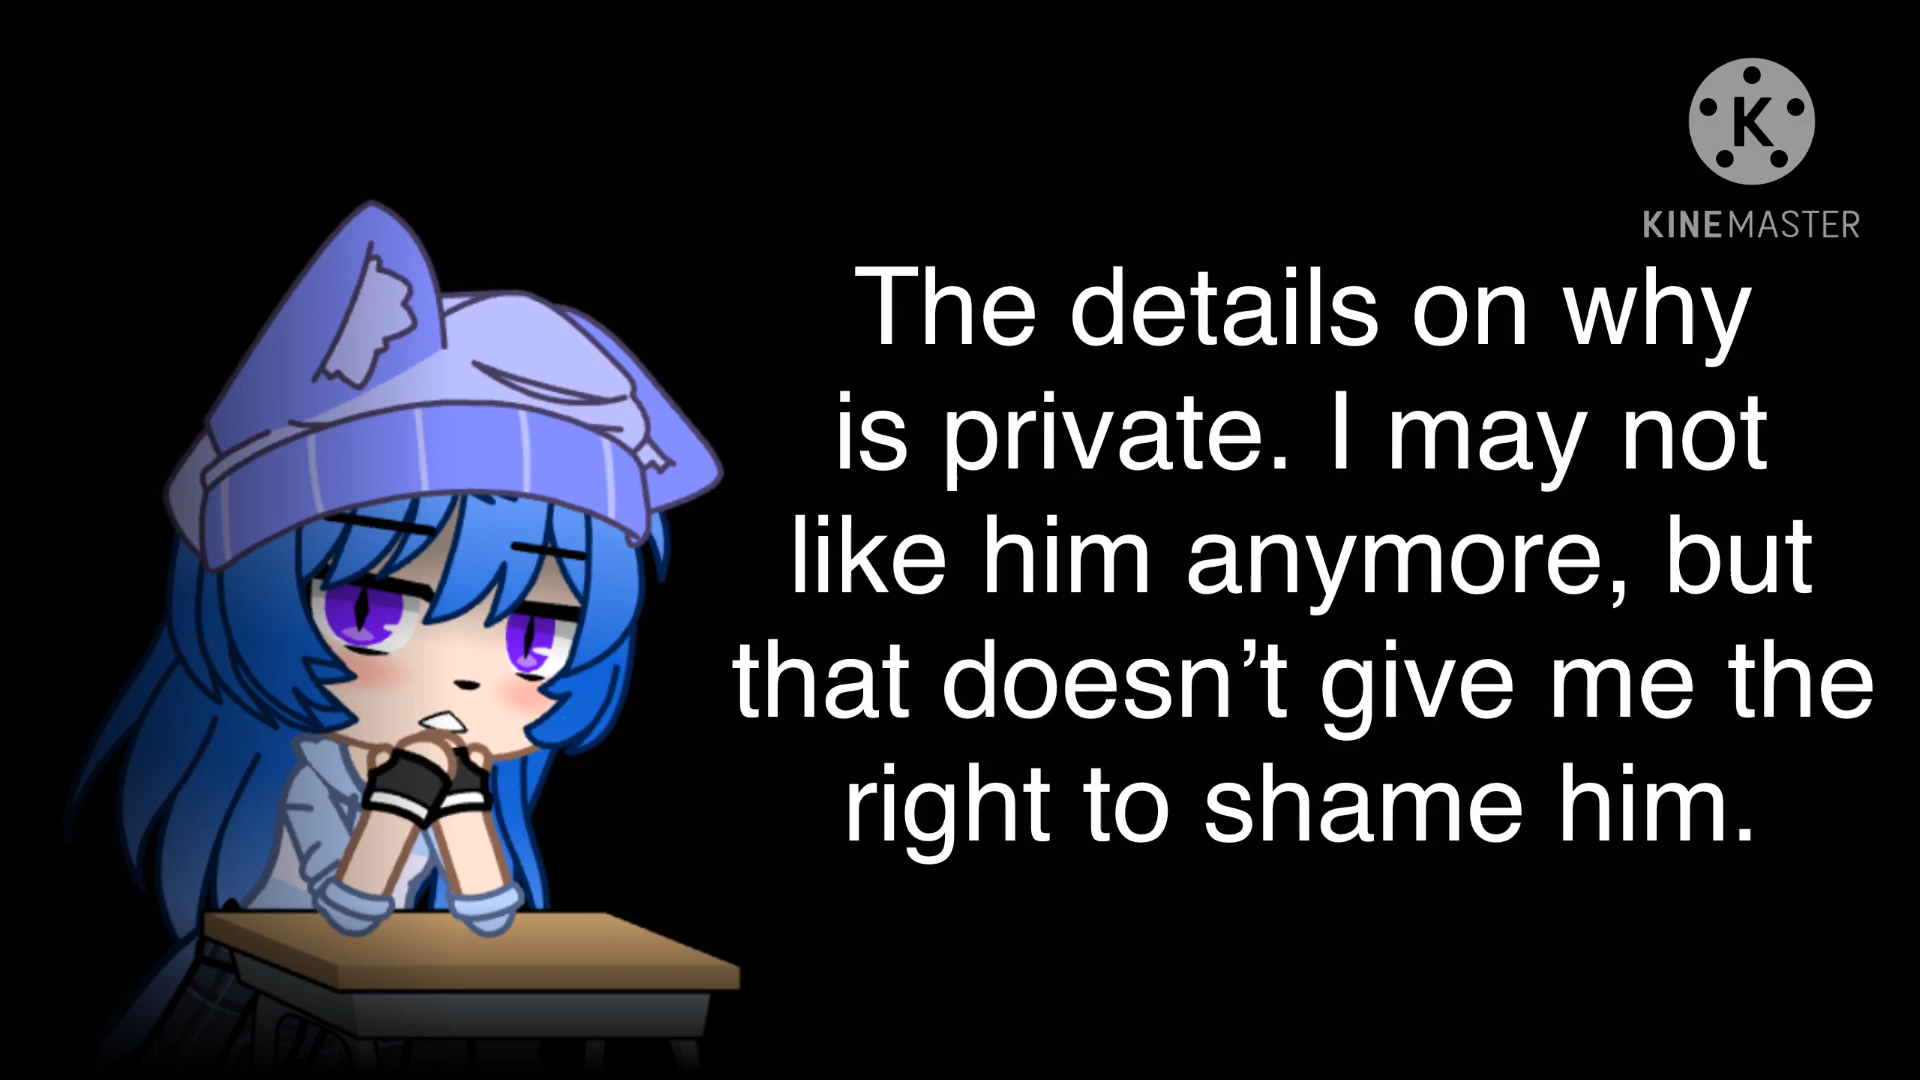 K
KINEMASTER
The details on why
is private. I may not
like him anymore, but
that doesn’t give me the
right to shame him.